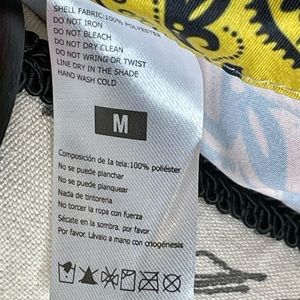 SHELL FABRIC:100% POLYESTER
DO NOT IRON
DO NOT BLEACH
DO NOT DRY CLEAN
DO NOT WRING OR TWIST
LINE DRY IN THE SHADE
HAND WASH COLD
M
Composición de la tela:100% poliéster
No se puede planchar
No se puede planquear
Nada de tintorería
No torcer la ropa con fuerza
Sécate en la sombra. por favor
Por favor. Lávalo a mano con criogénesis